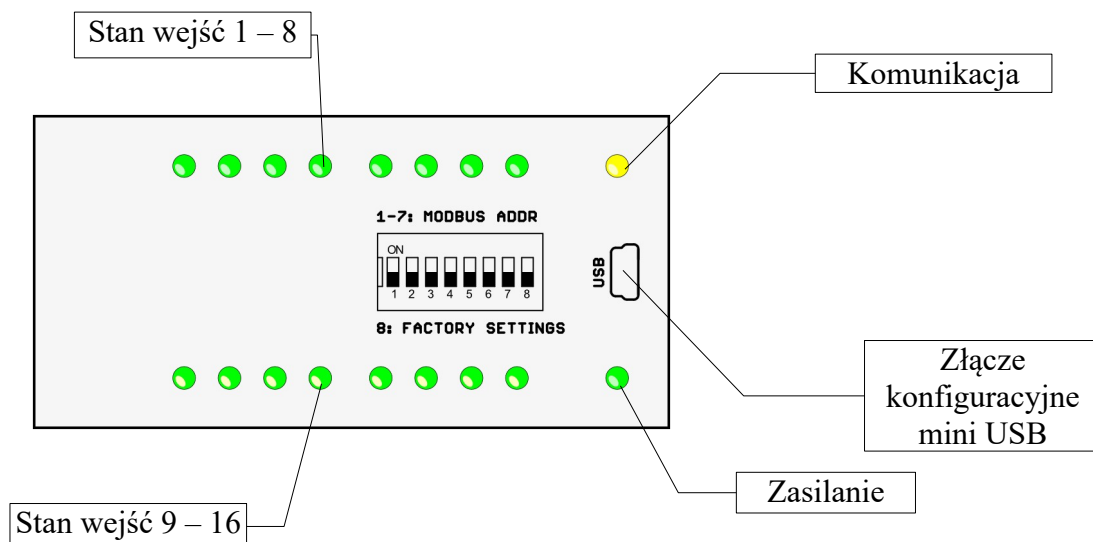 Stan wejść 1 – 8
Komunikacja
1-7: MODBUS ADDR
ON
1 2 3 4 5 6 7 8
USB
8: FACTORY SETTINGS
Złącze
konfiguracyjne
mini USB
Zasilanie
Stan wejść 9 – 16